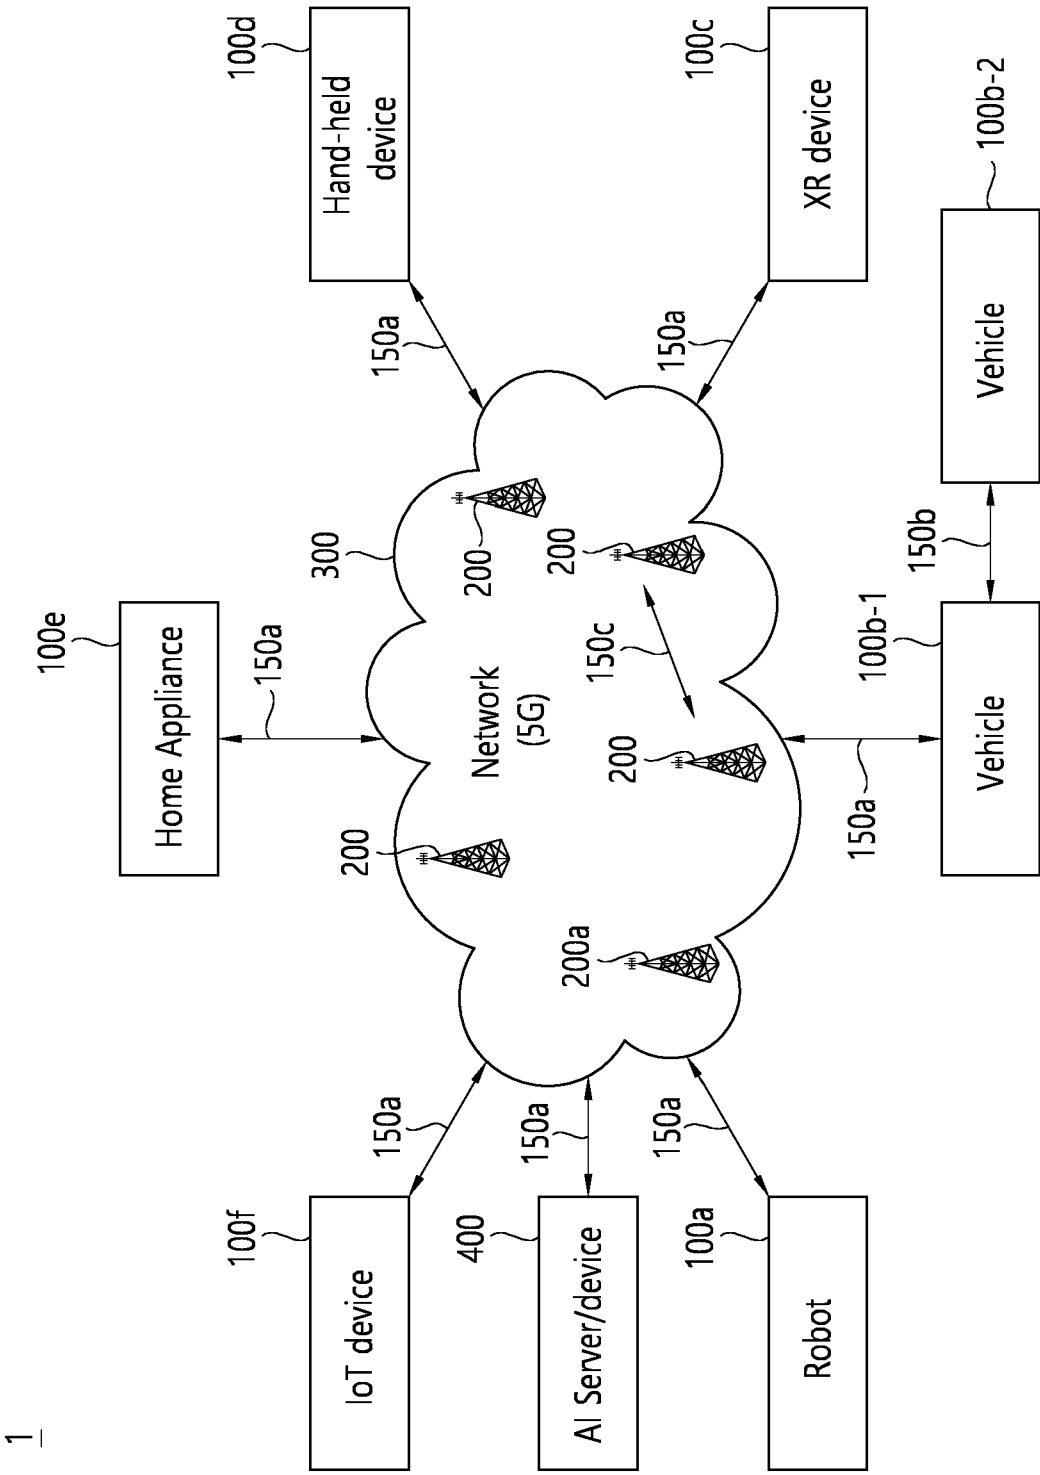 1
100e
Home Appliance
150a
100f
IoT device
150a
300
100d
Hand-held
device
150a
200
200
Network
(5G)
200
400
AI Server/device
150a
200a
200
150c
100a
Robot
150a
100c
XR device
150a
150a
100b-1
Vehicle
150b
100b-2
Vehicle